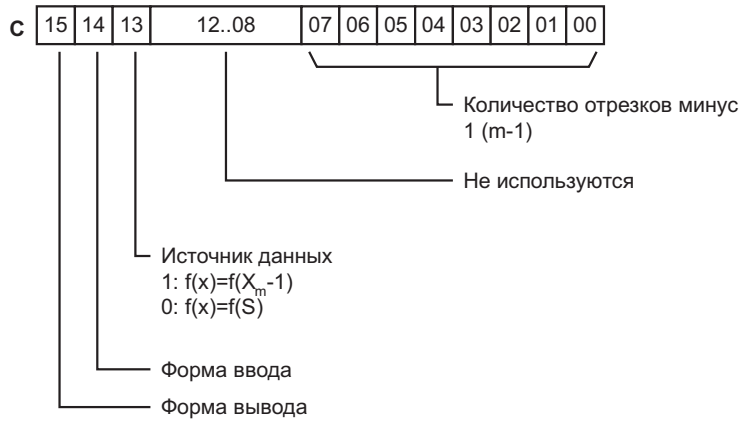 C 15 14 13 12..08 07 06 05 04 03 02 01 00
Количество отрезков минус
1 (m-1)
Не используются
Источник данных
1: f(x)=f(Xm-1)
0: f(x)=f(S)
Форма ввода
Форма вывода